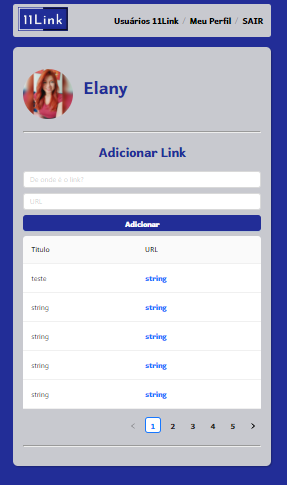 11Link
Usuários 11Link / Meu Perfil / SAIR
Elany
Adicionar Link
De onde é o link?
URL
Adicionar
Título URL
teste string
string string
string string
string string
string string
< 1 2 3 4 5 >